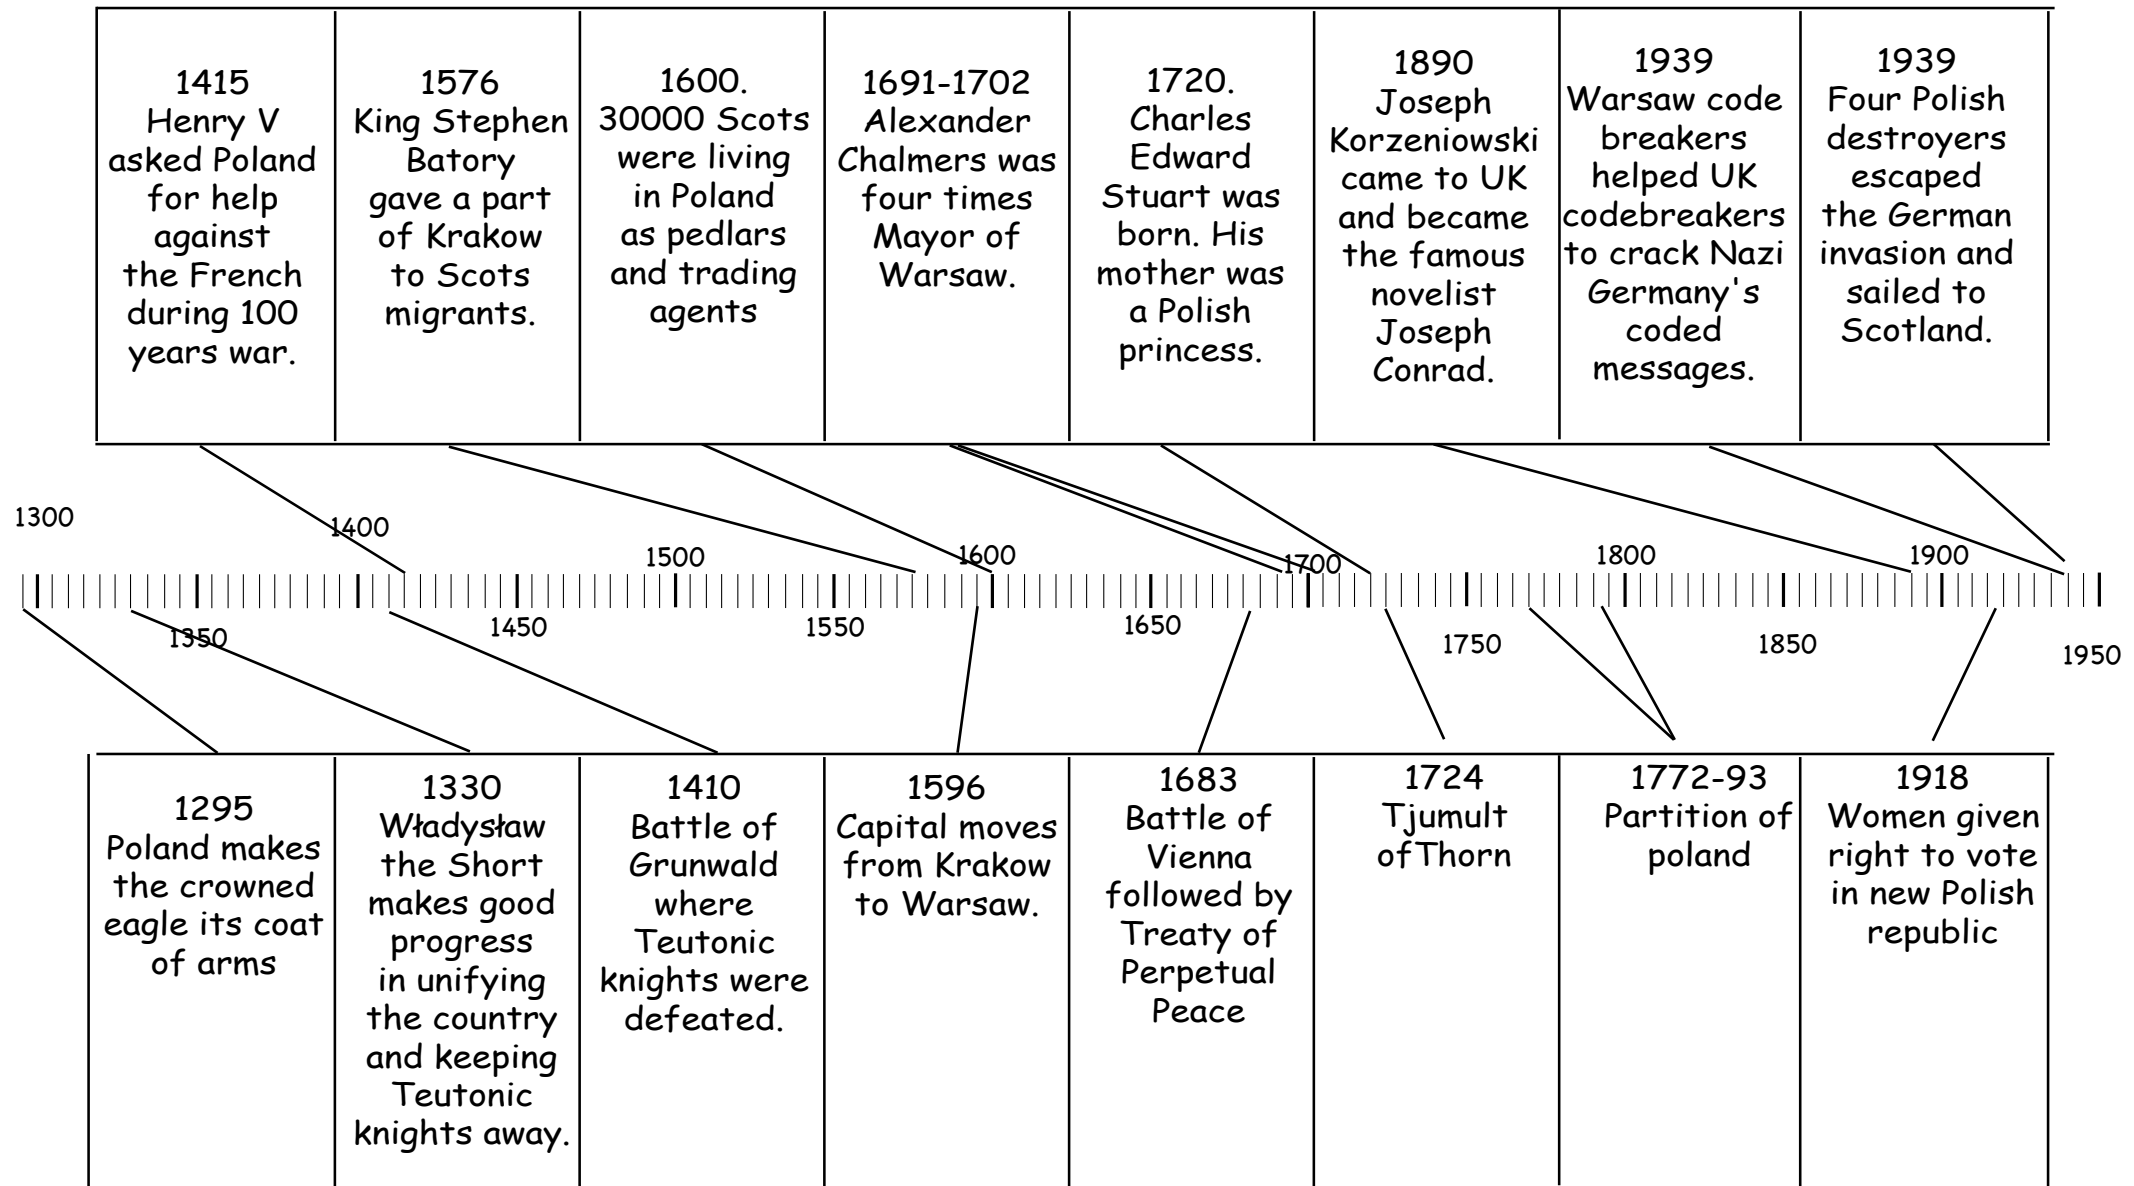 1415
Henry V
asked Poland
for help
against
the French
during 100
years war.
1576
King Stephen
Batory
gave a part
of Krakow
to Scots
migrants.
1600.
30000 Scots
were living
in Poland
as pedlars
and trading
agents
1691-1702
Alexander
Chalmers was
four times
Mayor of
Warsaw.
1720.
Charles
Edward
Stuart was
born. His
mother was
a Polish
princess.
1890
Joseph
Korzeniowski
came to UK
and became
the famous
novelist
Joseph
Conrad.
1939
Warsaw code
breakers
helped UK
codebreakers
to crack Nazi
Germany's
coded
messages.
1939
Four Polish
destroyers
escaped
the German
invasion and
sailed to
Scotland.
1300
1400
1500
1600
1700
1800
1900
1350
1450
1550
1650
1750
1850
1950
1295
Poland makes
the crowned
eagle its coat
of arms
1330
Władysław
the Short
makes good
progress
in unifying
the country
and keeping
Teutonic
knights away.
1410
Battle of
Grunwald
where
Teutonic
knights were
defeated.
1596
Capital moves
from Krakow
to Warsaw.
1683
Battle of
Vienna
followed by
Treaty of
Perpetual
Peace
1724
Tjumult
ofThorn
1772-93
Partition of
poland
1918
Women given
right to vote
in new Polish
republic